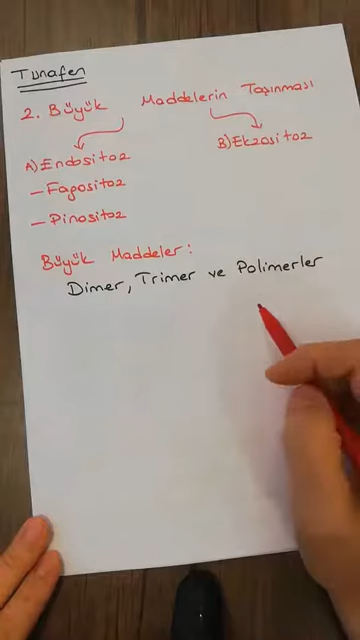 Tunafen
2. Büyük Maddelerin Taşınması
A) Endositoz
B) Ekzositoz
- Fagositoz
- Pinositoz
Büyük Maddeler:
Dimer, Trimer ve Polimerler